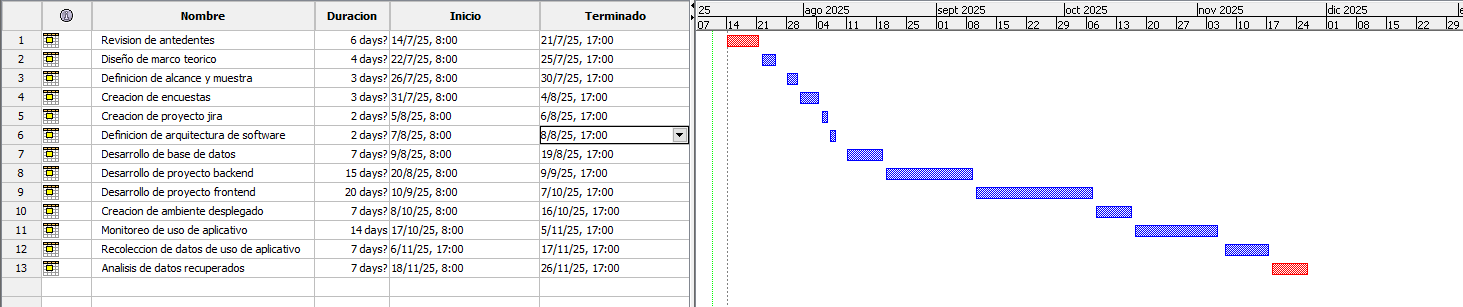 Nombre Duracion Inicio Terminado
25 ago 2025 sept 2025 oct 2025 nov 2025 dic 2025 e
07 14 21 28 04 11 18 25 01 08 15 22 29 06 13 20 27 03 10 17 24 01 08 15 22 29
1 Revision de antedentes 6 days? 14/7/25, 8:00 21/7/25, 17:00
2 Diseño de marco teorico 4 days? 22/7/25, 8:00 25/7/25, 17:00
3 Definicion de alcance y muestra 3 days? 26/7/25, 8:00 30/7/25, 17:00
4 Creacion de encuestas 3 days? 31/7/25, 8:00 4/8/25, 17:00
5 Creacion de proyecto jira 2 days? 5/8/25, 8:00 6/8/25, 17:00
6 Definicion de arquitectura de software 2 days? 7/8/25, 8:00 8/8/25, 17:00
7 Desarrollo de base de datos 7 days? 9/8/25, 8:00 19/8/25, 17:00
8 Desarrollo de proyecto backend 15 days? 20/8/25, 8:00 9/9/25, 17:00
9 Desarrollo de proyecto frontend 20 days? 10/9/25, 8:00 7/10/25, 17:00
10 Creacion de ambiente desplegado 7 days? 8/10/25, 8:00 16/10/25, 17:00
11 Monitoreo de uso de aplicativo 14 days 17/10/25, 8:00 5/11/25, 17:00
12 Recoleccion de datos de uso de aplicativo 7 days? 6/11/25, 17:00 17/11/25, 17:00
13 Analisis de datos recuperados 7 days? 18/11/25, 8:00 26/11/25, 17:00